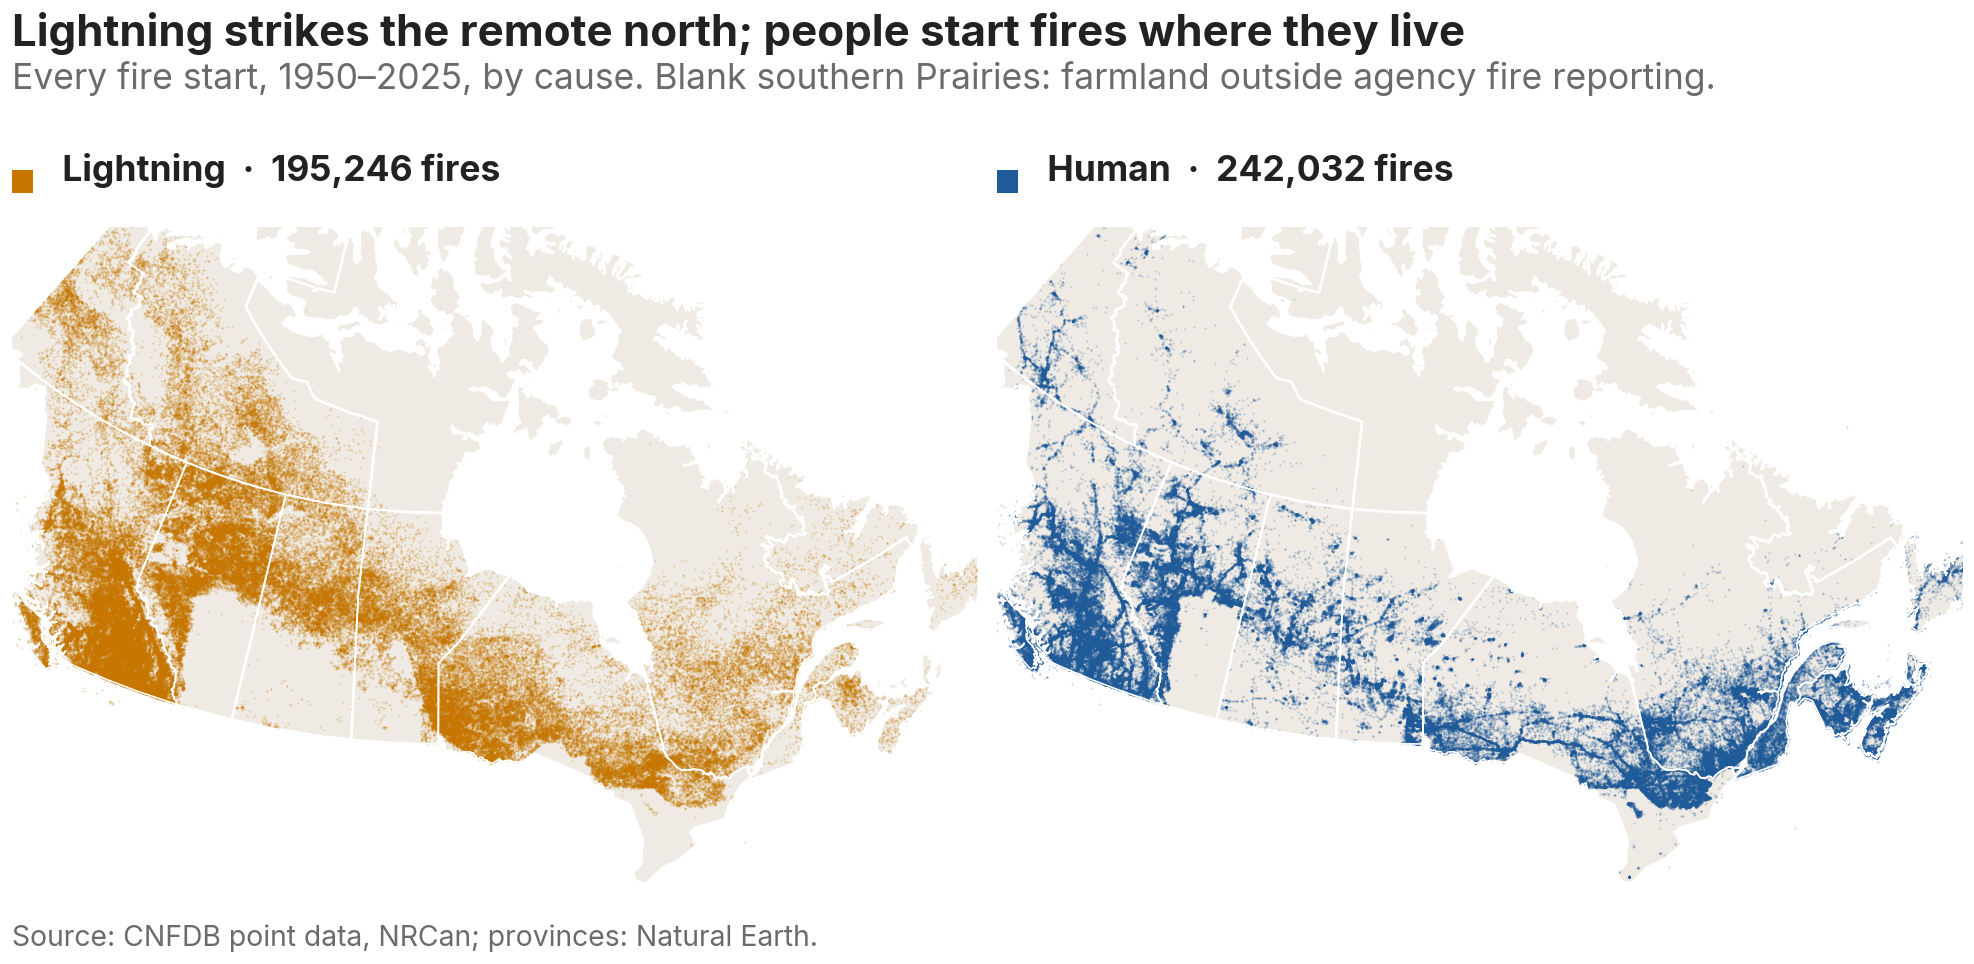 Lightning strikes the remote north; people start fires where they live
Every fire start, 1950–2025, by cause. Blank southern Prairies: farmland outside agency fire reporting.
Lightning · 195,246 fires
Human · 242,032 fires
Source: CNFDB point data, NRCan; provinces: Natural Earth.